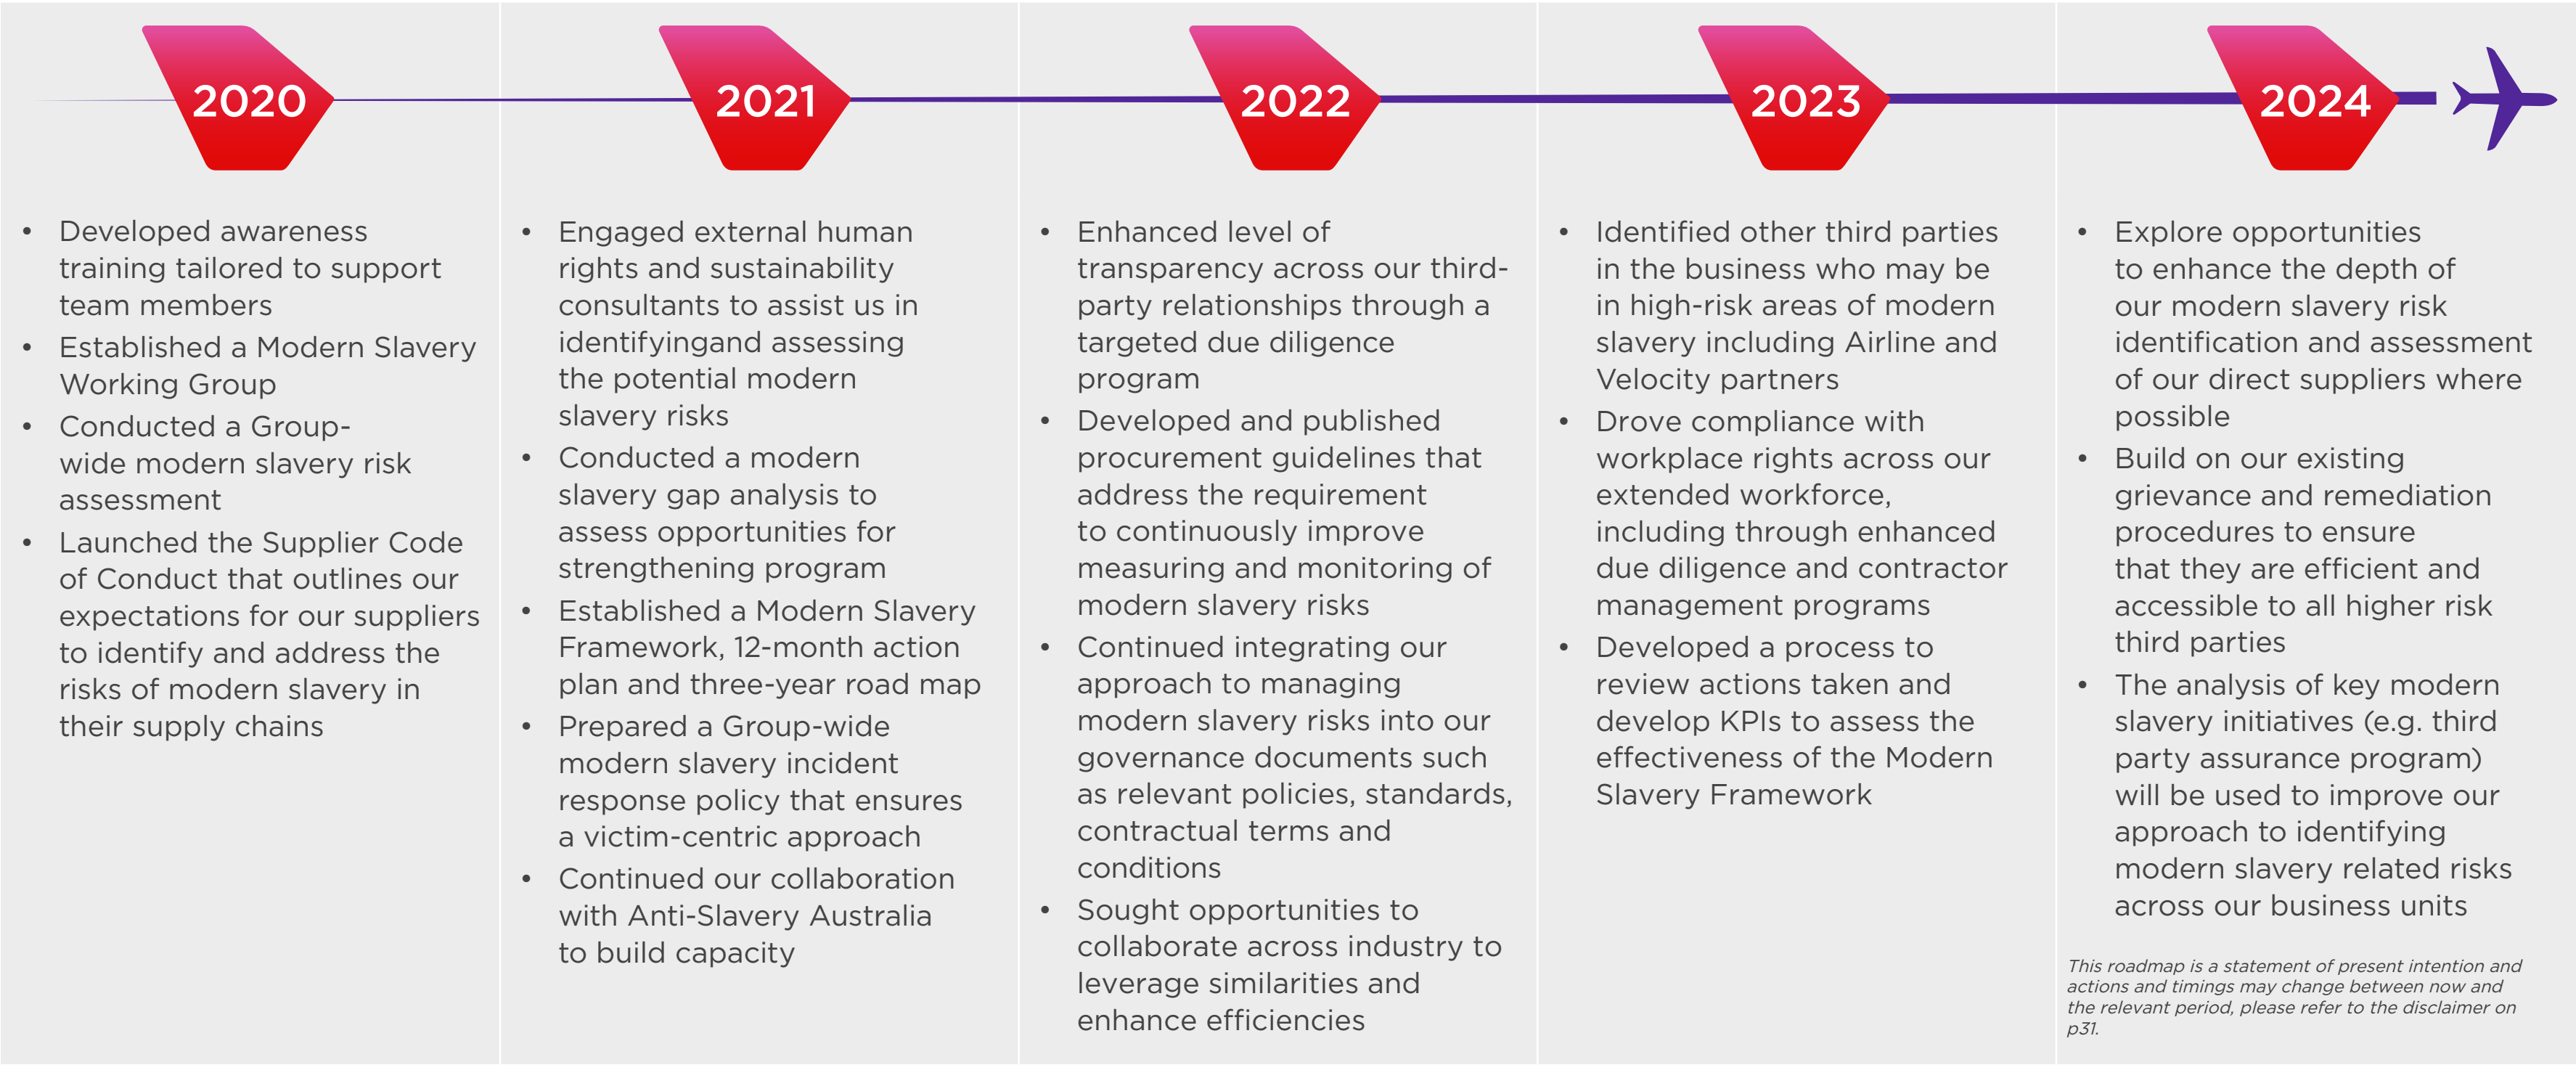 2020
2021
2022
2023
2024
• Developed awareness
training tailored to support
team members
• Established a Modern Slavery
Working Group
• Conducted a Group-
wide modern slavery risk
assessment
• Launched the Supplier Code
of Conduct that outlines our
expectations for our suppliers
to identify and address the
risks of modern slavery in
their supply chains
• Engaged external human
rights and sustainability
consultants to assist us in
identifyingand assessing
the potential modern
slavery risks
• Conducted a modern
slavery gap analysis to
assess opportunities for
strengthening program
• Established a Modern Slavery
Framework, 12-month action
plan and three-year road map
• Prepared a Group-wide
modern slavery incident
response policy that ensures
a victim-centric approach
• Continued our collaboration
with Anti-Slavery Australia
to build capacity
• Enhanced level of
transparency across our third-
party relationships through a
targeted due diligence
program
• Developed and published
procurement guidelines that
address the requirement
to continuously improve
measuring and monitoring of
modern slavery risks
• Continued integrating our
approach to managing
modern slavery risks into our
governance documents such
as relevant policies, standards,
contractual terms and
conditions
• Sought opportunities to
collaborate across industry to
leverage similarities and
enhance efficiencies
• Identified other third parties
in the business who may be
in high-risk areas of modern
slavery including Airline and
Velocity partners
• Drove compliance with
workplace rights across our
extended workforce,
including through enhanced
due diligence and contractor
management programs
• Developed a process to
review actions taken and
develop KPIs to assess the
effectiveness of the Modern
Slavery Framework
• Explore opportunities
to enhance the depth of
our modern slavery risk
identification and assessment
of our direct suppliers where
possible
• Build on our existing
grievance and remediation
procedures to ensure
that they are efficient and
accessible to all higher risk
third parties
• The analysis of key modern
slavery initiatives (e.g. third
party assurance program)
will be used to improve our
approach to identifying
modern slavery related risks
across our business units
This roadmap is a statement of present intention and
actions and timings may change between now and
the relevant period, please refer to the disclaimer on
p31.